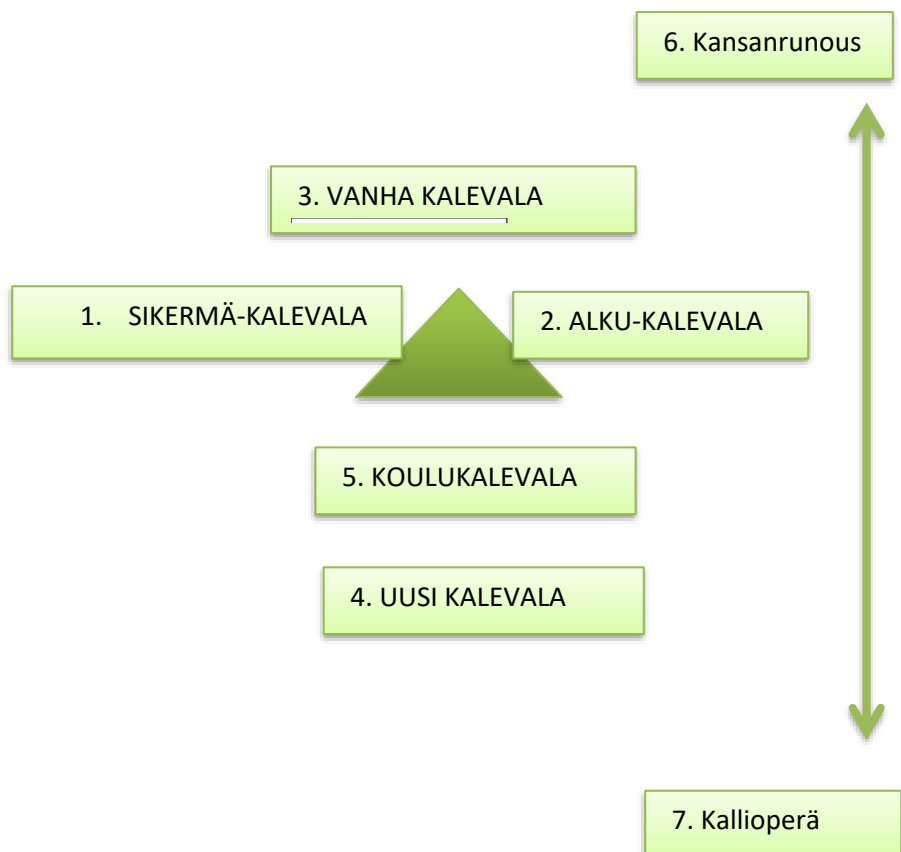 6. Kansanrunous
3. VANHA KALEVALA
1. SIKERMÄ-KALEVALA
2. ALKU-KALEVALA
5. KOULUKALEVALA
4. UUSI KALEVALA
7. Kallioperä